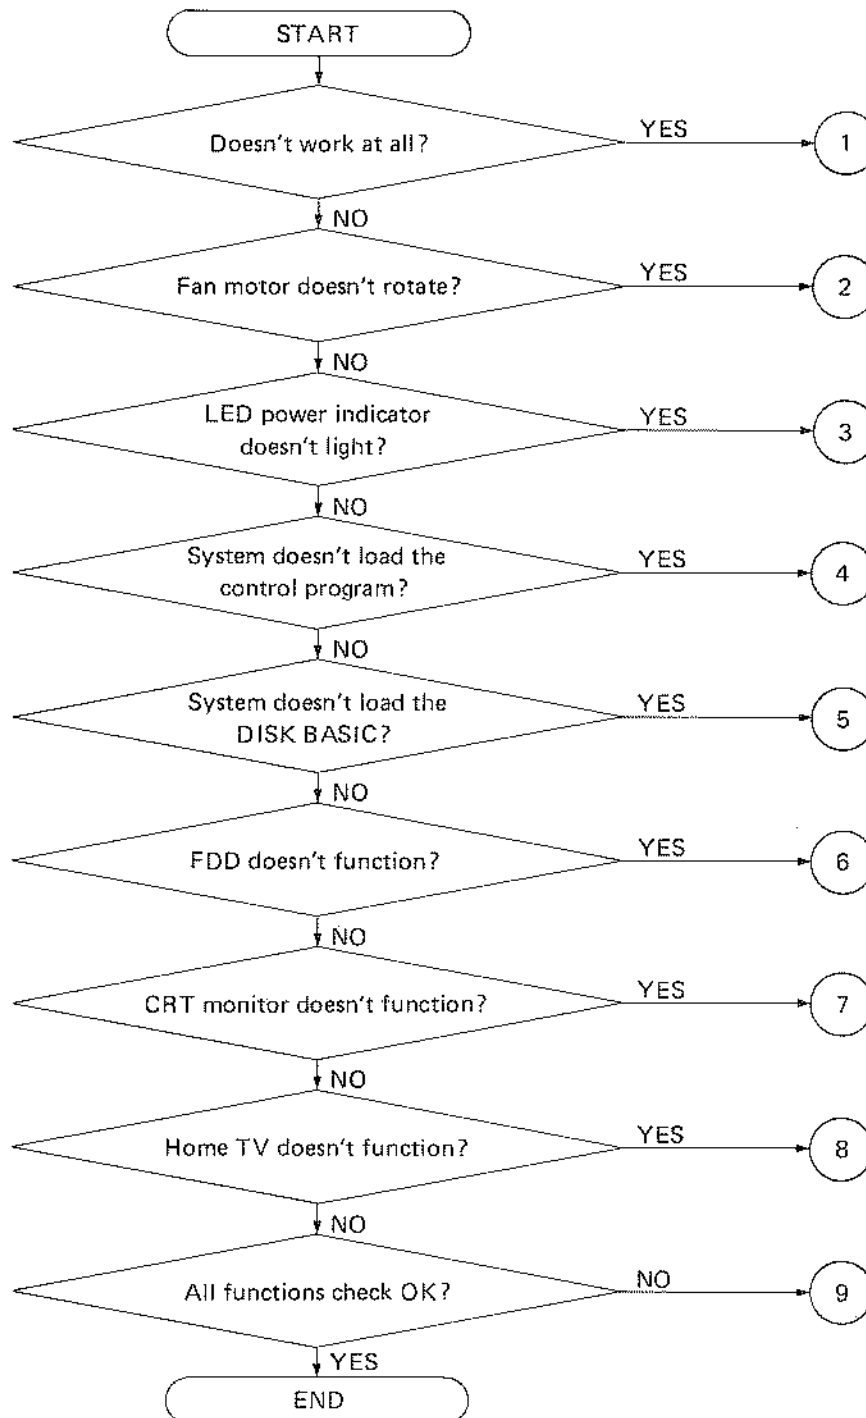 START
Doesn't work at all?
YES
1
NO
Fan motor doesn't rotate?
YES
2
NO
LED power indicator
doesn't light?
YES
3
NO
System doesn't load the
control program?
YES
4
NO
System doesn't load the
DISK BASIC?
YES
5
NO
FDD doesn't function?
YES
6
NO
CRT monitor doesn't function?
YES
7
NO
Home TV doesn't function?
YES
8
NO
All functions check OK?
NO
9
YES
END